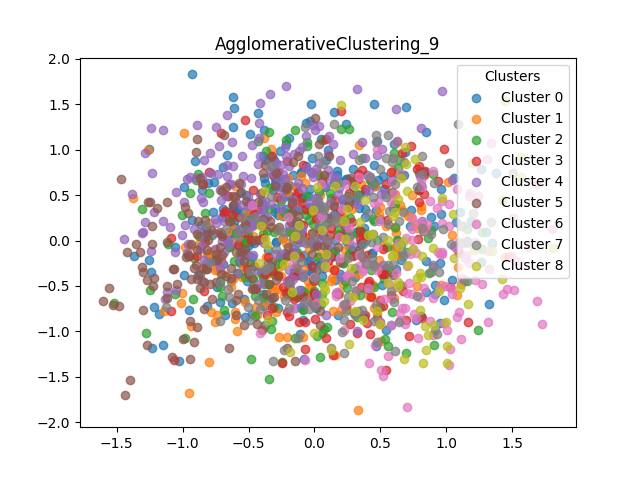 AgglomerativeClustering_9
2.0
1.5
1.0
0.5
0.0
−0.5
−1.0
−1.5
−2.0
−1.5 −1.0 −0.5 0.0 0.5 1.0 1.5
Clusters
Cluster 0
Cluster 1
Cluster 2
Cluster 3
Cluster 4
Cluster 5
Cluster 6
Cluster 7
Cluster 8